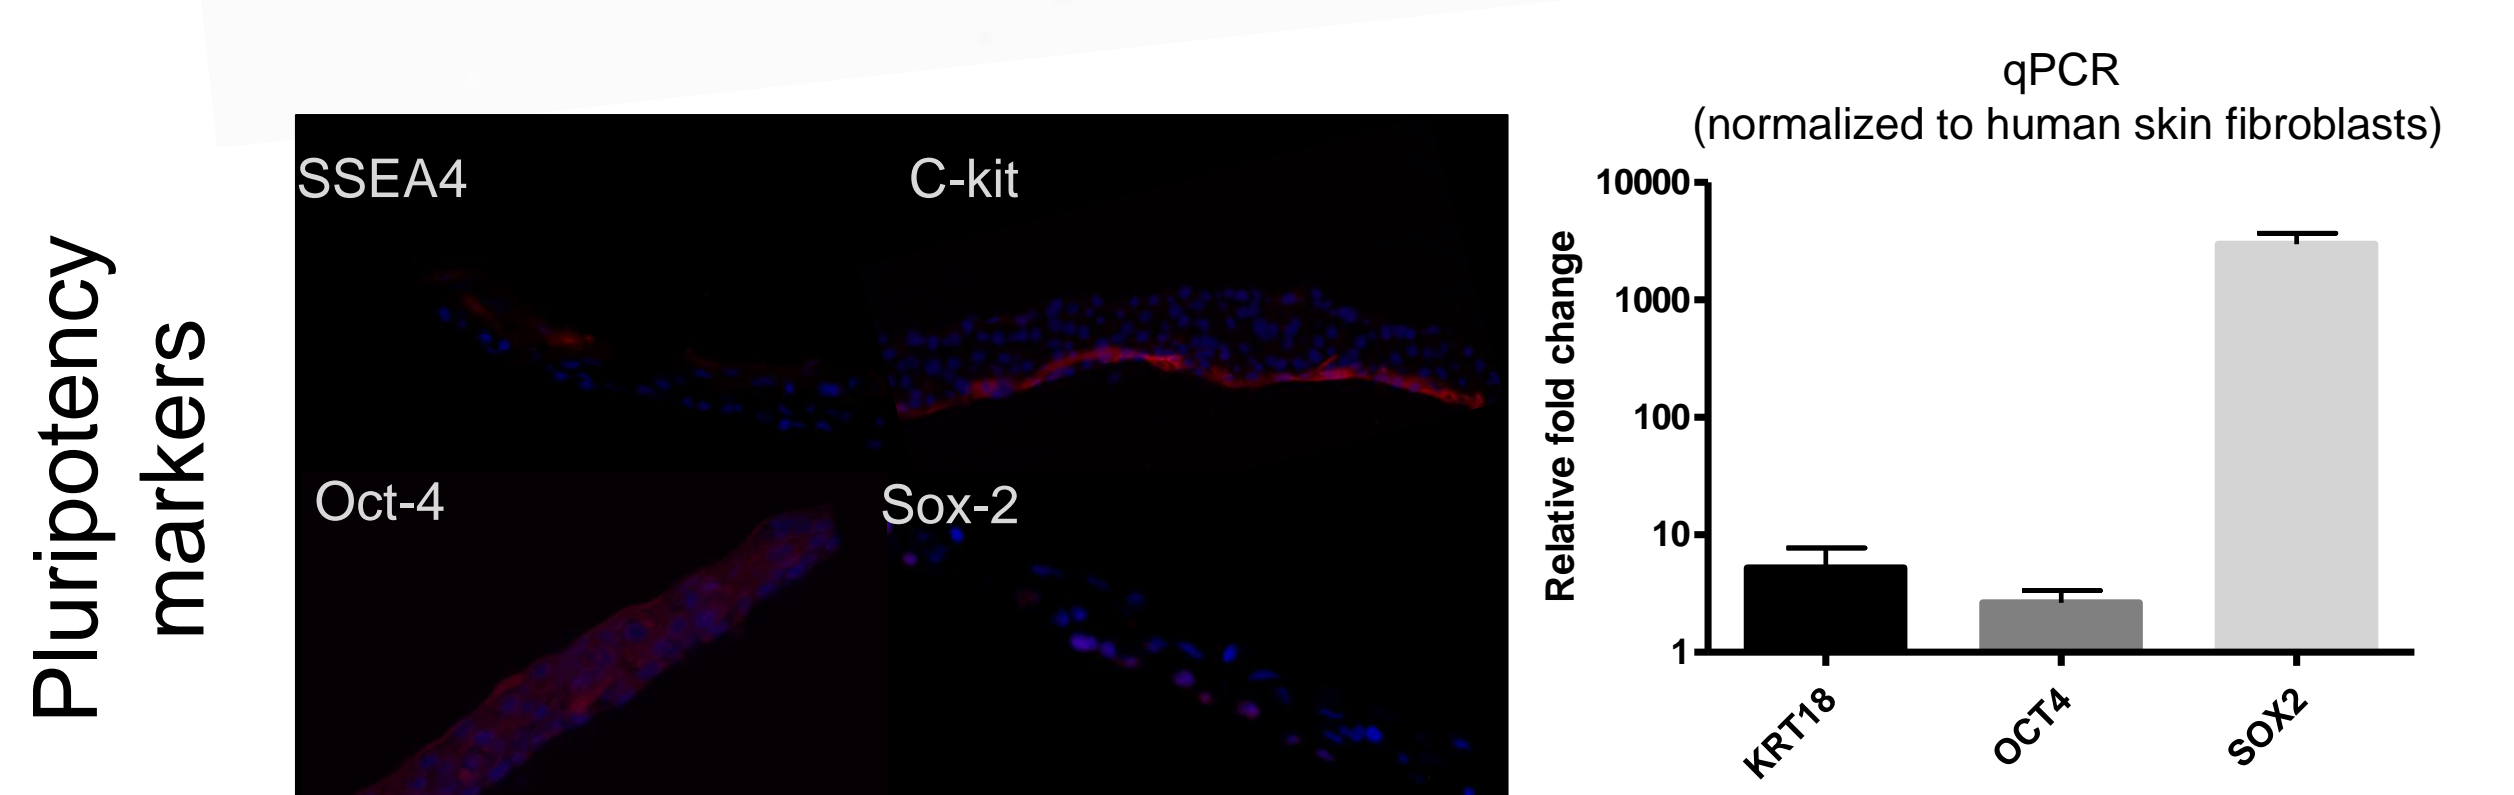 Pluripotency
markers
SSEA4
C-kit
Oct-4
Sox-2
qPCR
(normalized to human skin fibroblasts)
Relative fold change
10000
1000
100
10
1
KRT18
OCT4
SOX2